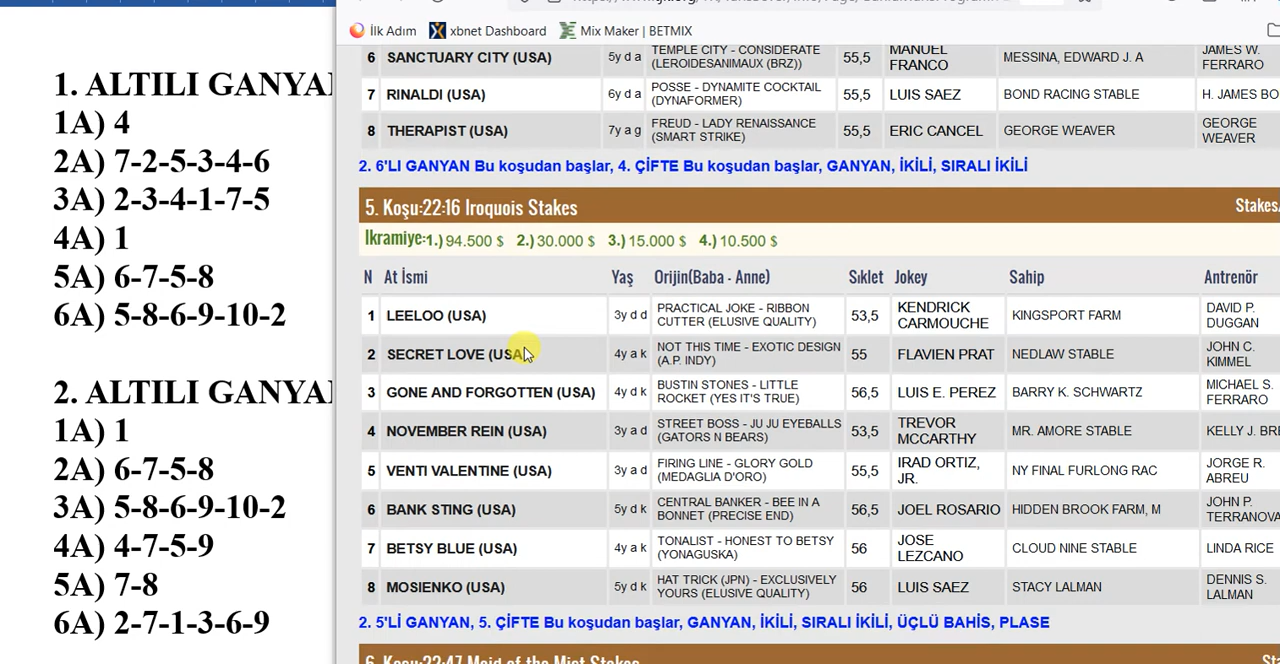 İlk Adım xbnet Dashboard Mix Maker | BETMIX
1. ALTILI GANYAN
1A) 4
2A) 7-2-5-3-4-6
3A) 2-3-4-1-7-5
4A) 1
5A) 6-7-5-8
6A) 5-8-6-9-10-2
2. ALTILI GANYAN
1A) 1
2A) 6-7-5-8
3A) 5-8-6-9-10-2
4A) 4-7-5-9
5A) 7-8
6A) 2-7-1-3-6-9
6 SANCTUARY CITY (USA) 5y d a TEMPLE CITY - CONSIDERATE (LEROIDESANIMAUX (BRZ)) 55,5 MANUEL FRANCO MESSINA, EDWARD J. A JAMES W. FERRARO
7 RINALDI (USA) 6y d a POSSE - DYNAMITE COCKTAIL (DYNAFORMER) 55,5 LUIS SAEZ BOND RACING STABLE H. JAMES BO
8 THERAPIST (USA) 7y a g FREUD - LADY RENAISSANCE (SMART STRIKE) 55,5 ERIC CANCEL GEORGE WEAVER GEORGE WEAVER
2. 6'LI GANYAN Bu koşudan başlar, 4. ÇİFTE Bu koşudan başlar, GANYAN, İKİLİ, SIRALI İKİLİ
5. Koşu:22:16 Iroquois Stakes Stakes/
İkramiye:1.) 94.500 $ 2.) 30.000 $ 3.) 15.000 $ 4.) 10.500 $
N At İsmi Yaş Orijin(Baba - Anne) Sıklet Jokey Sahip Antrenör
1 LEELOO (USA) 3y d d PRACTICAL JOKE - RIBBON CUTTER (ELUSIVE QUALITY) 53,5 KENDRICK CARMOUCHE KINGSPORT FARM DAVID P. DUGGAN
2 SECRET LOVE (USA) 4y a k NOT THIS TIME - EXOTIC DESIGN (A.P. INDY) 55 FLAVIEN PRAT NEDLAW STABLE JOHN C. KIMMEL
3 GONE AND FORGOTTEN (USA) 4y d k BUSTIN STONES - LITTLE ROCKET (YES IT'S TRUE) 56,5 LUIS E. PEREZ BARRY K. SCHWARTZ MICHAEL S. FERRARO
4 NOVEMBER REIN (USA) 3y a d STREET BOSS - JU JU EYEBALLS (GATORS N BEARS) 53,5 TREVOR MCCARTHY MR. AMORE STABLE KELLY J. BRE
5 VENTI VALENTINE (USA) 3y a d FIRING LINE - GLORY GOLD (MEDAGLIA D'ORO) 55,5 IRAD ORTIZ, JR. NY FINAL FURLONG RAC JORGE R. ABREU
6 BANK STING (USA) 5y d k CENTRAL BANKER - BEE IN A BONNET (PRECISE END) 56,5 JOEL ROSARIO HIDDEN BROOK FARM, M JOHN P. TERRANOVA
7 BETSY BLUE (USA) 4y a k TONALIST - HONEST TO BETSY (YONAGUSKA) 56 JOSE LEZCANO CLOUD NINE STABLE LINDA RICE
8 MOSIENKO (USA) 5y d k HAT TRICK (JPN) - EXCLUSIVELY YOURS (ELUSIVE QUALITY) 56 LUIS SAEZ STACY LALMAN DENNIS S. LALMAN
2. 5'Lİ GANYAN, 5. ÇİFTE Bu koşudan başlar, GANYAN, İKİLİ, SIRALI İKİLİ, ÜÇLÜ BAHİS, PLASE
6. Koşu:22:47 Maid of the Mist Stakes